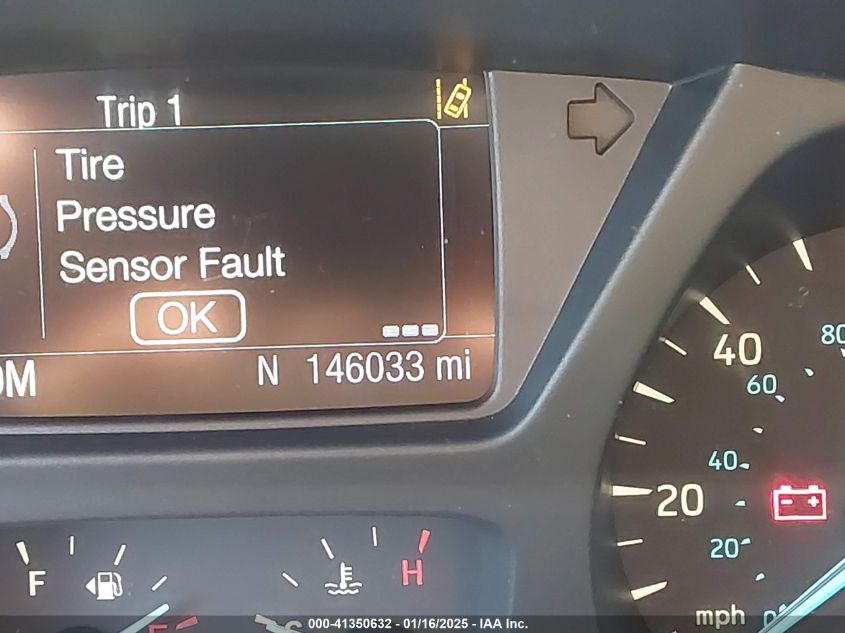 Trip 1
Tire
Pressure
Sensor Fault
OK
N 146033 mi
40
80
60
40
20
20
mph
F
H
000-41350632 - 01/16/2025 - IAA Inc.